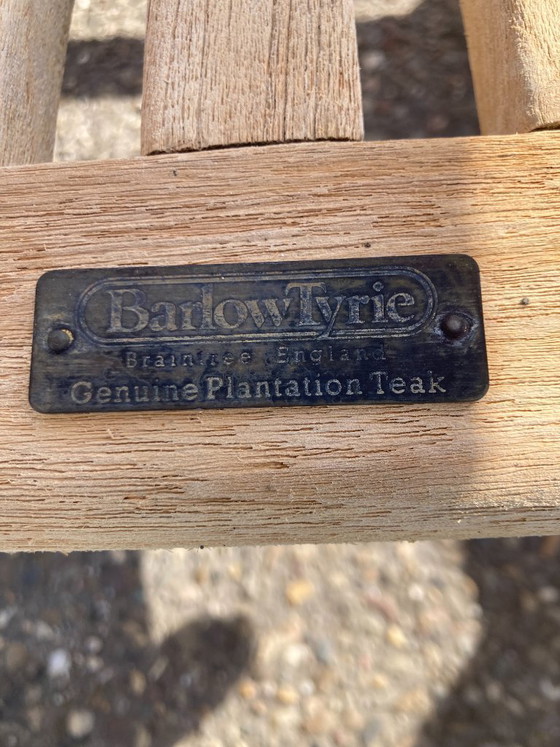 BarlowTyrie
Braintree England
Genuine Plantation Teak